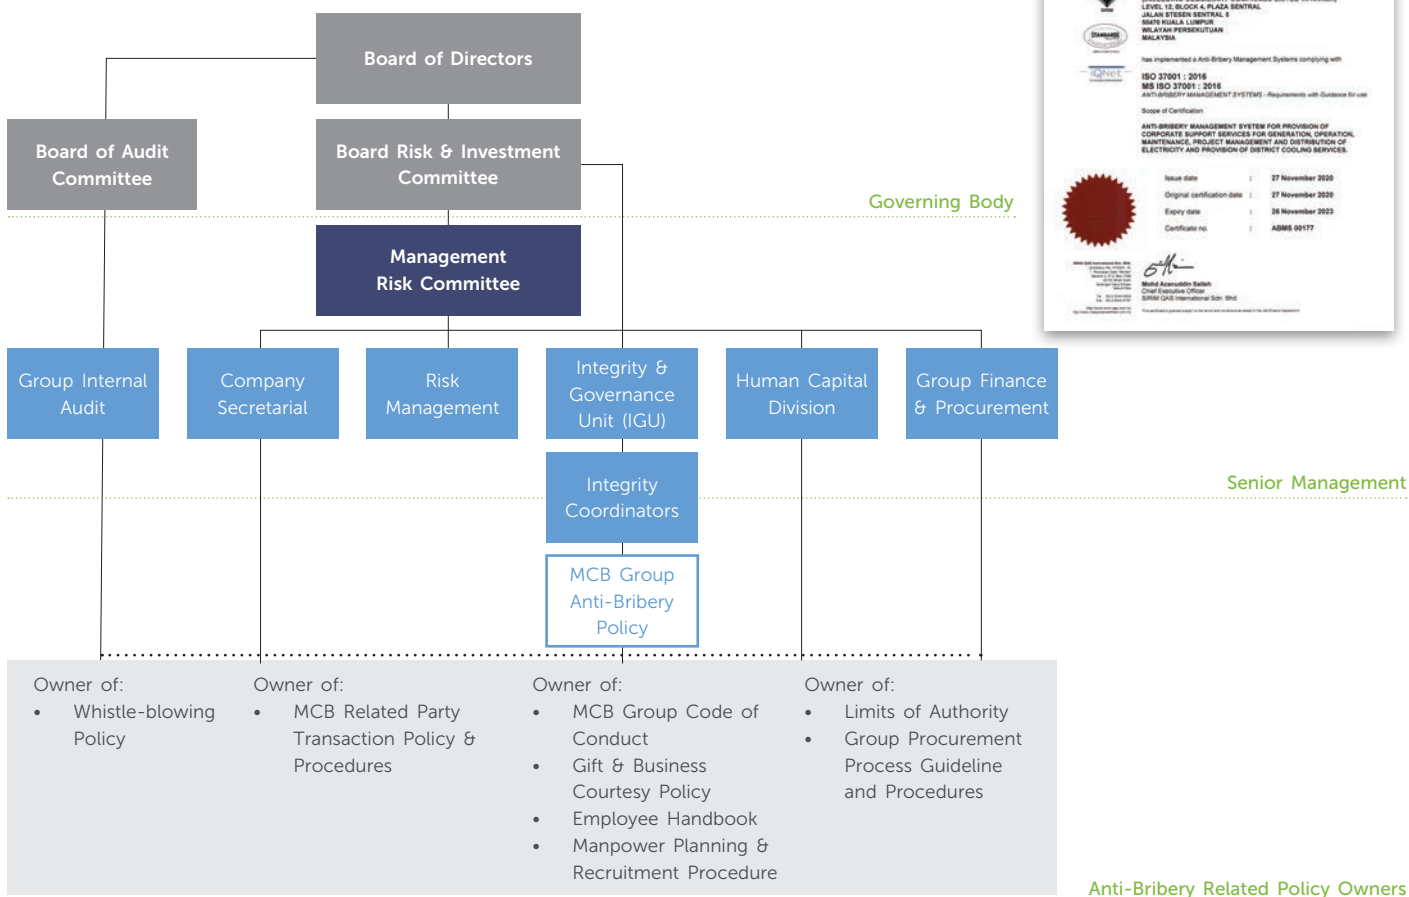 Board of Directors
Board of Audit
Committee
Board Risk & Investment
Committee
Governing Body
Management
Risk Committee
Group Internal
Audit
Company
Secretarial
Risk
Management
Integrity &
Governance
Unit (IGU)
Human Capital
Division
Group Finance
& Procurement
Integrity
Coordinators
Senior Management
MCB Group
Anti-Bribery
Policy
Owner of:
• Whistle-blowing
Policy
Owner of:
• MCB Related Party
Transaction Policy &
Procedures
Owner of:
• MCB Group Code of
Conduct
• Gift & Business
Courtesy Policy
• Employee Handbook
• Manpower Planning &
Recruitment Procedure
Owner of:
• Limits of Authority
• Group Procurement
Process Guideline
and Procedures
Anti-Bribery Related Policy Owners
LEVEL 12, BLOCK 4, PLAZA SENTRAL
JALAN STESEN SENTRAL 5
50470 KUALA LUMPUR
WILAYAH PERSEKUTUAN
MALAYSIA
STANDARDS
IQNet
has implemented a Anti-Bribery Management Systems complying with
ISO 37001 : 2016
MS ISO 37001 : 2016
ANTI-BRIBERY MANAGEMENT SYSTEMS - Requirements with Guidance for use
Scope of Certification
ANTI-BRIBERY MANAGEMENT SYSTEM FOR PROVISION OF
CORPORATE SUPPORT SERVICES FOR GENERATION, OPERATION,
MAINTENANCE, PROJECT MANAGEMENT AND DISTRIBUTION OF
ELECTRICITY AND PROVISION OF DISTRICT COOLING SERVICES.
Issue date : 27 November 2020
Original certification date : 27 November 2020
Expiry date : 26 November 2023
Certificate no. : ABMS 00177
Mohd Azanuddin Salleh
Chief Executive Officer
SIRIM QAS International Sdn. Bhd.